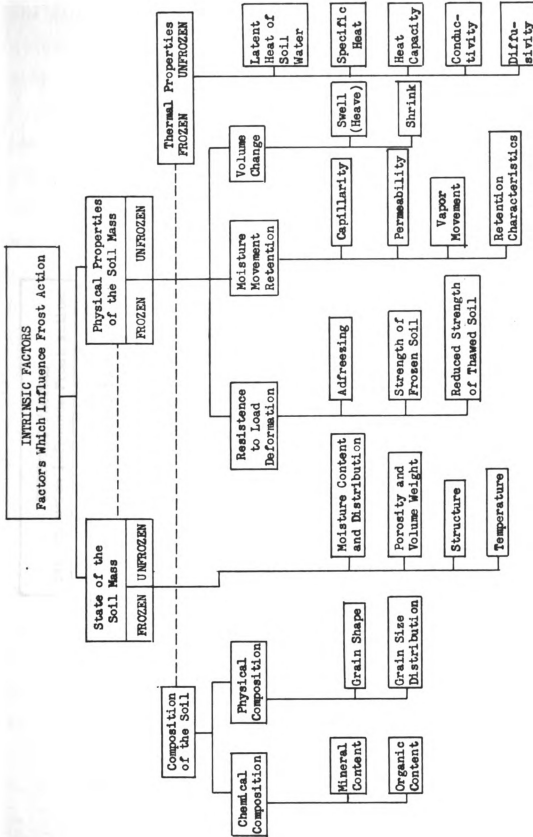 INTRINSIC FACTORS
Factors Which Influence Frost Action
State of the
Soil Mass
FROZEN UNFROZEN
Physical Properties
of the Soil Mass
FROZEN UNFROZEN
Composition
of the Soil
Thermal Properties
FROZEN UNFROZEN
Chemical
Composition
Physical
Composition
Resistence
to Load
Deformation
Moisture
Movement
Retention
Volume
Change
Mineral
Content
Organic
Content
Grain Shape
Grain Size
Distribution
Moisture Content
and Distribution
Porosity and
Volume Weight
Structure
Temperature
Adfreezing
Strength of
Frozen Soil
Reduced Strength
of Thawed Soil
Capillarity
Permeability
Vapor
Movement
Retention
Characteristics
Swell
(Heave)
Shrink
Latent
Heat of
Soil
Water
Specific
Heat
Heat
Capacity
Conduc-
tivity
Diffu-
sivity